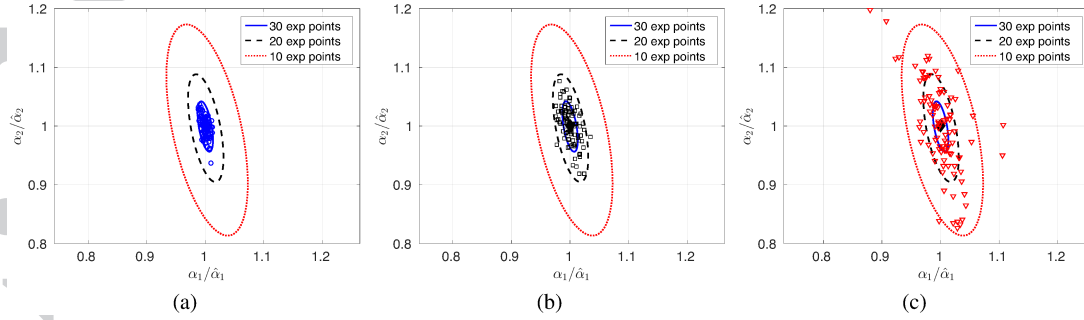 1.2
1.1
1
0.9
0.8
α₂/α̂₂
0.8 0.9 1 1.1 1.2
α₁/α̂₁
30 exp points
20 exp points
10 exp points
(a)
1.2
1.1
1
0.9
0.8
α₂/α̂₂
0.8 0.9 1 1.1 1.2
α₁/α̂₁
30 exp points
20 exp points
10 exp points
(b)
1.2
1.1
1
0.9
0.8
α₂/α̂₂
0.8 0.9 1 1.1 1.2
α₁/α̂₁
30 exp points
20 exp points
10 exp points
(c)